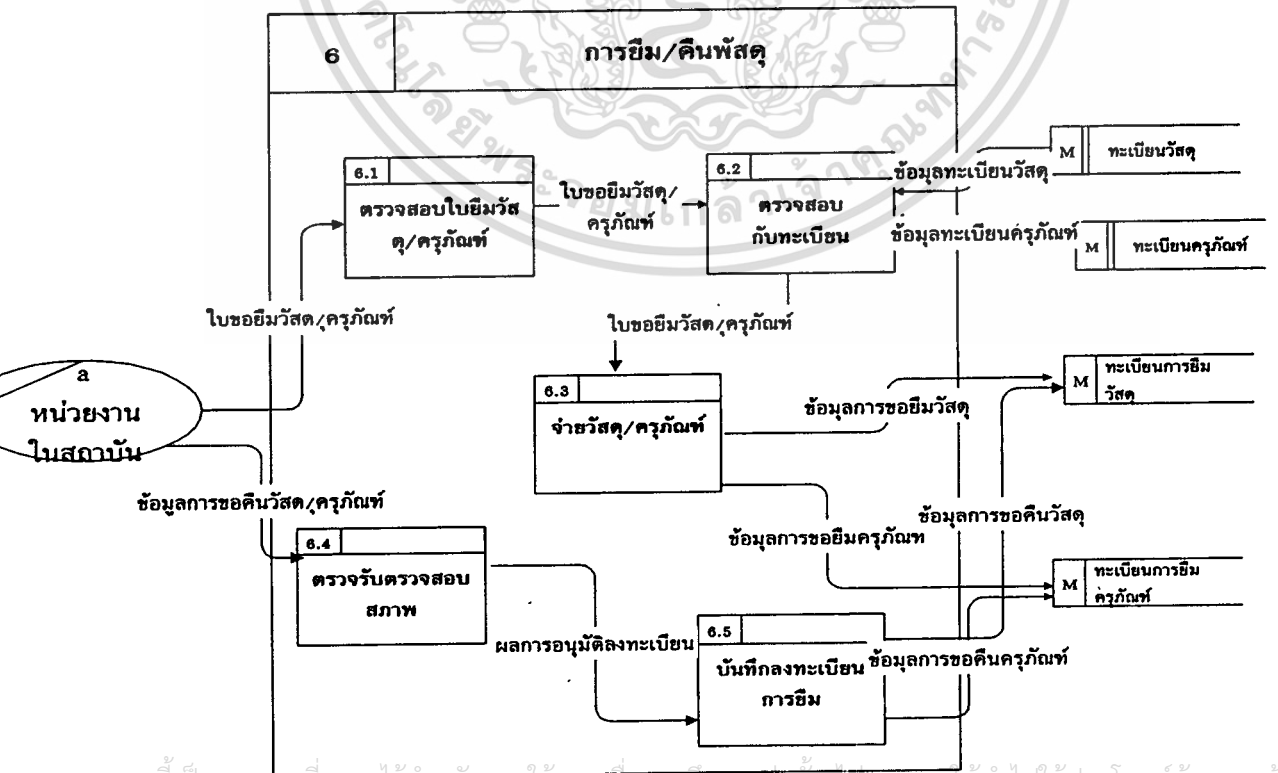 6
การยืม/คืนพัสดุ
6.1
ตรวจสอบใบยืมวัส
ดุ/ครุภัณฑ์
ใบขอยืมวัสดุ/
ครุภัณฑ์
6.2
ตรวจสอบ
กับทะเบียน
ข้อมูลทะเบียนวัสดุ
M
ทะเบียนวัสดุ
ข้อมูลทะเบียนครุภัณฑ์
M
ทะเบียนครุภัณฑ์
ใบขอยืมวัสด/ครุภัณฑ์
ใบขอยืมวัสด/ครุภัณฑ์
a
หน่วยงาน
ในสถาบัน
6.3
จ่ายวัสดุ/ครุภัณฑ์
ข้อมูลการขอยืมวัสดุ
M
ทะเบียนการยืม
วัสดุ
ข้อมูลการขอคืนวัสด/ครุภัณฑ์
ข้อมูลการขอคืนวัสดุ
ข้อมูลการขอยืมครุภัณฑ
6.4
ตรวจรับตรวจสอบ
สภาพ
M
ทะเบียนการยืม
ครุภัณฑ์
ผลการอนุมัติลงทะเบียน
6.5
บันทึกลงทะเบียน
การยืม
ข้อมูลการขอคืนครุภัณฑ์